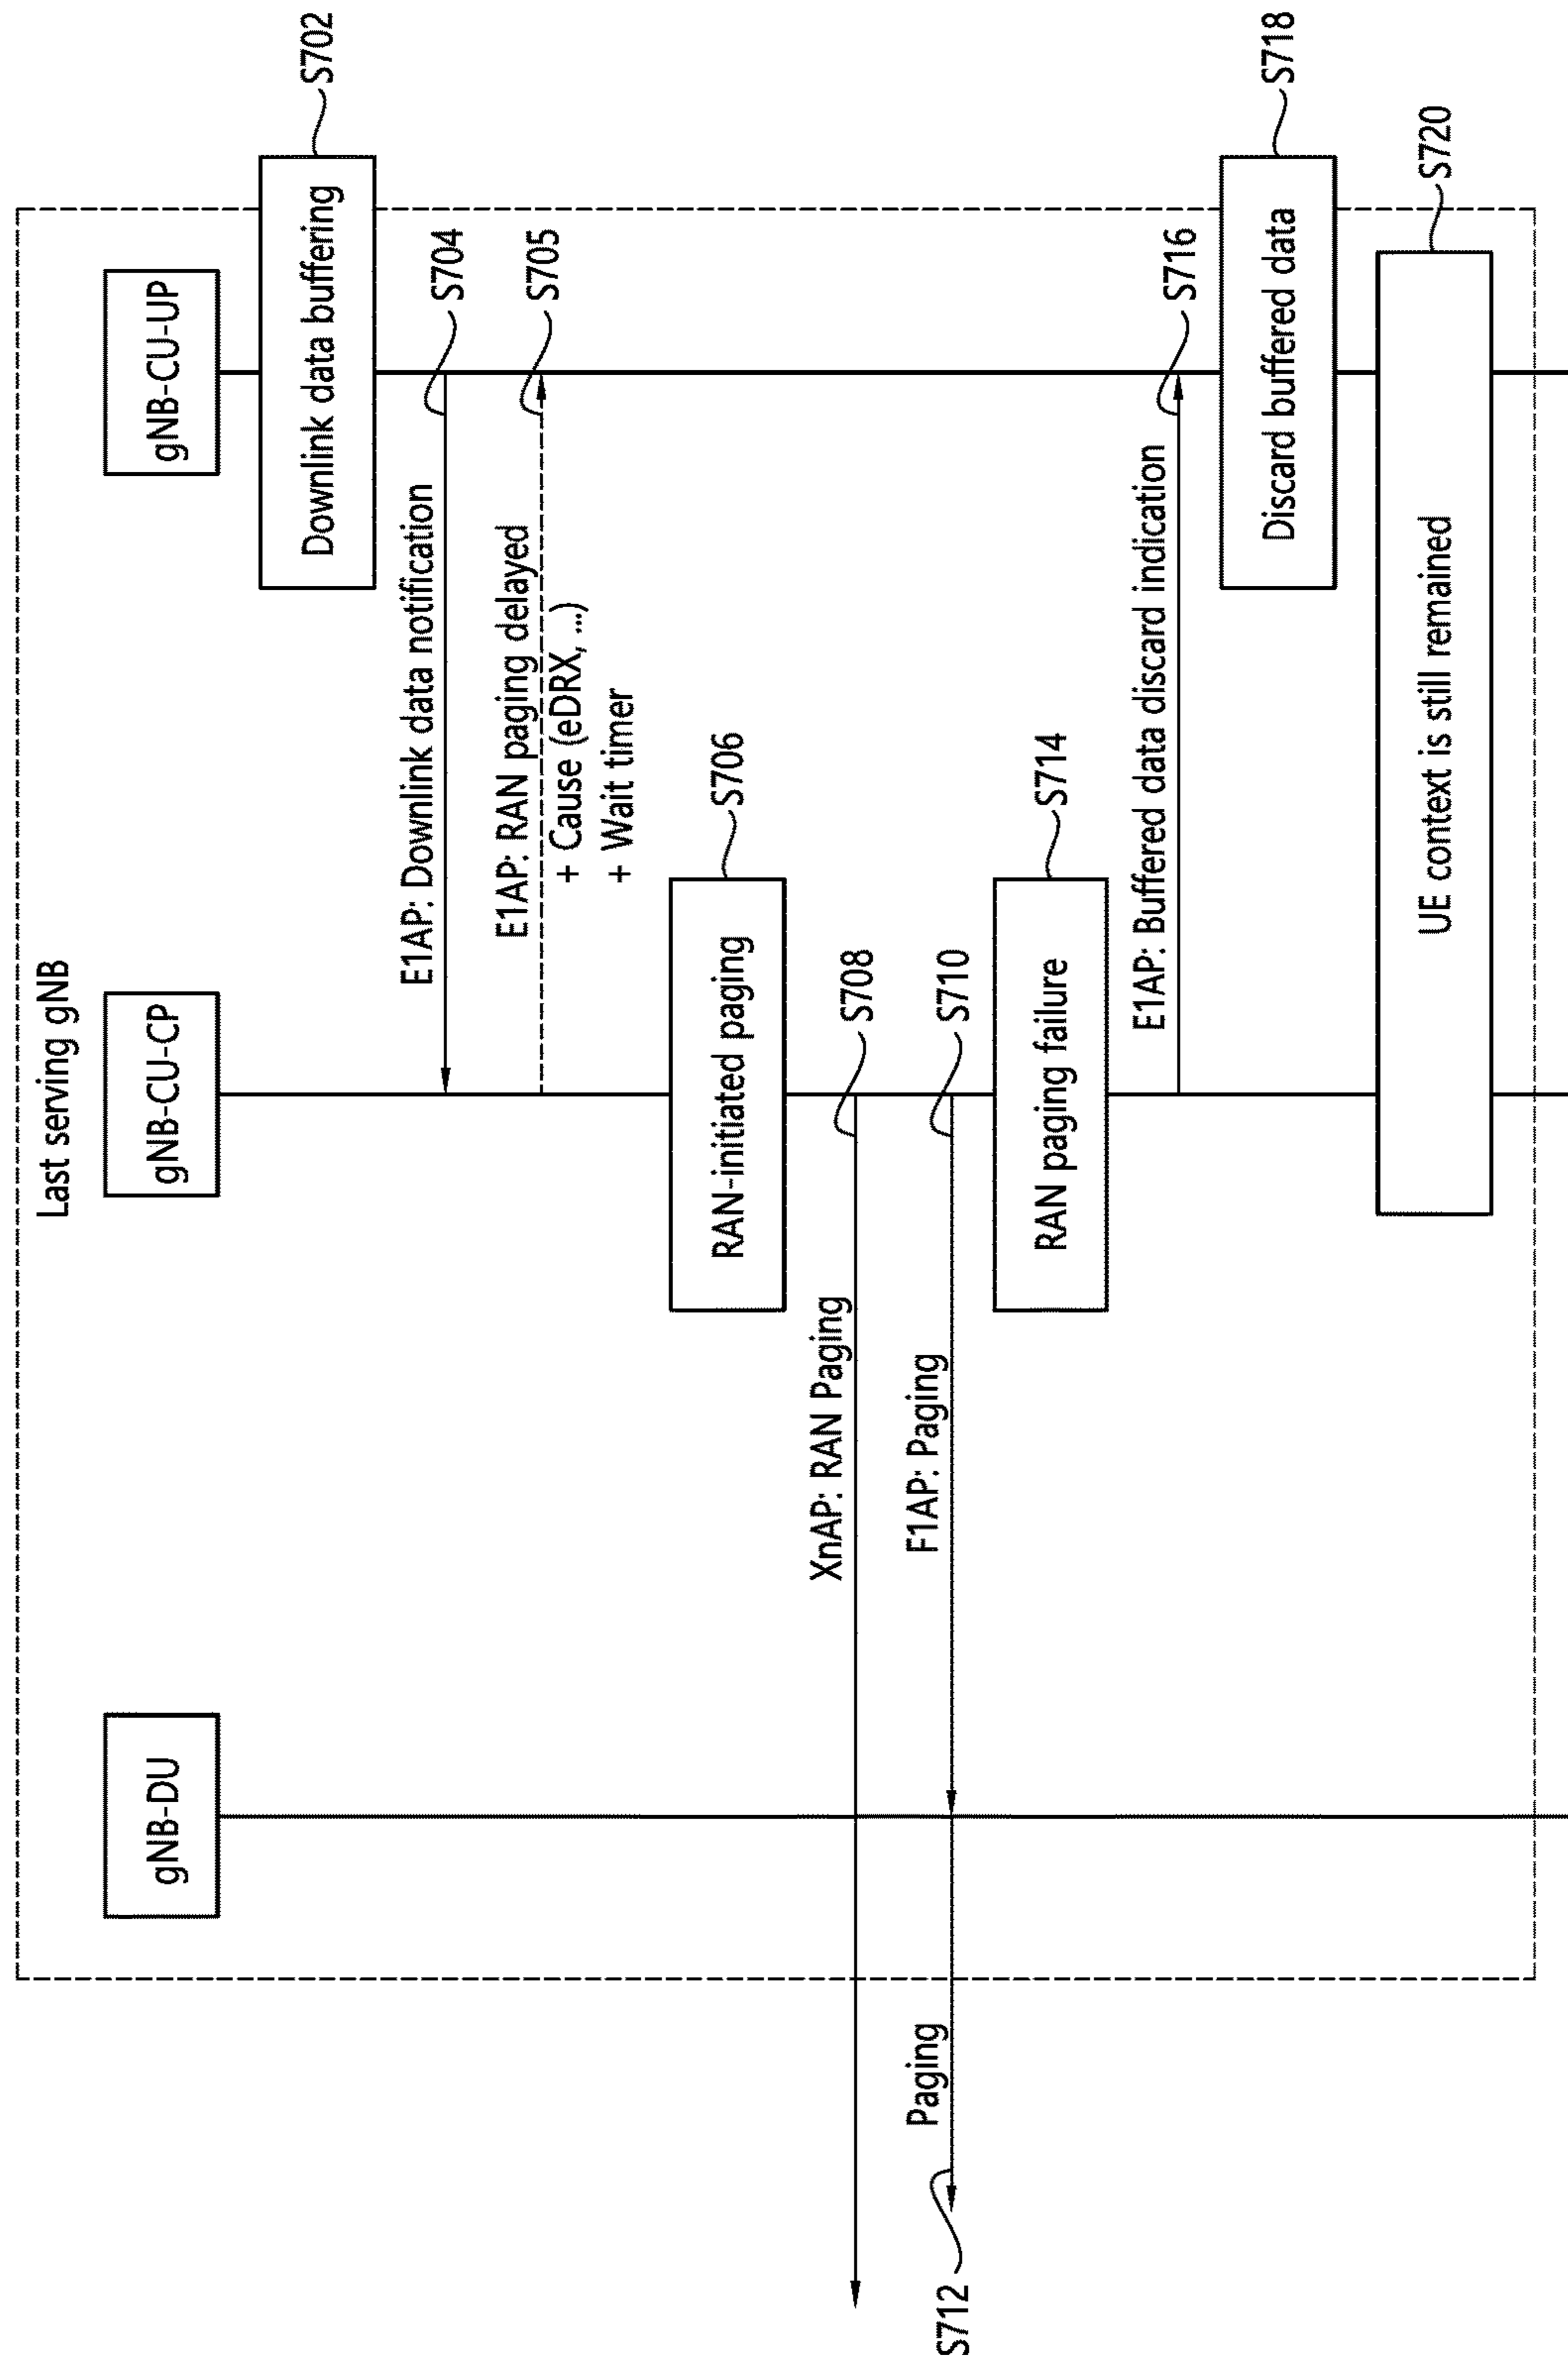 Last serving gNB
gNB-DU
gNB-CU-CP
gNB-CU-UP
Downlink data buffering
S702
E1AP: Downlink data notification
S704
E1AP: RAN paging delayed
+ Cause (eDRX, ...)
+ Wait timer
S705
RAN-initiated paging
S706
XnAP: RAN Paging
S708
F1AP: Paging
S710
Paging
S712
RAN paging failure
S714
E1AP: Buffered data discard indication
S716
Discard buffered data
S718
UE context is still remained
S720